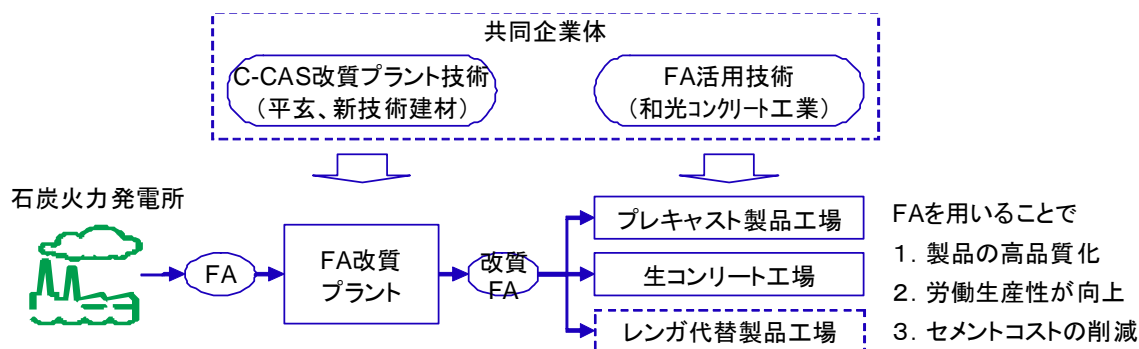 共同企業体
C-CAS改質プラント技術
（平玄、新技術建材）
FA活用技術
（和光コンクリート工業）
石炭火力発電所
FA
FA改質
プラント
改質
FA
プレキャスト製品工場
生コンリート工場
レンガ代替製品工場
FAを用いることで
1．製品の高品質化
2．労働生産性が向上
3．セメントコストの削減